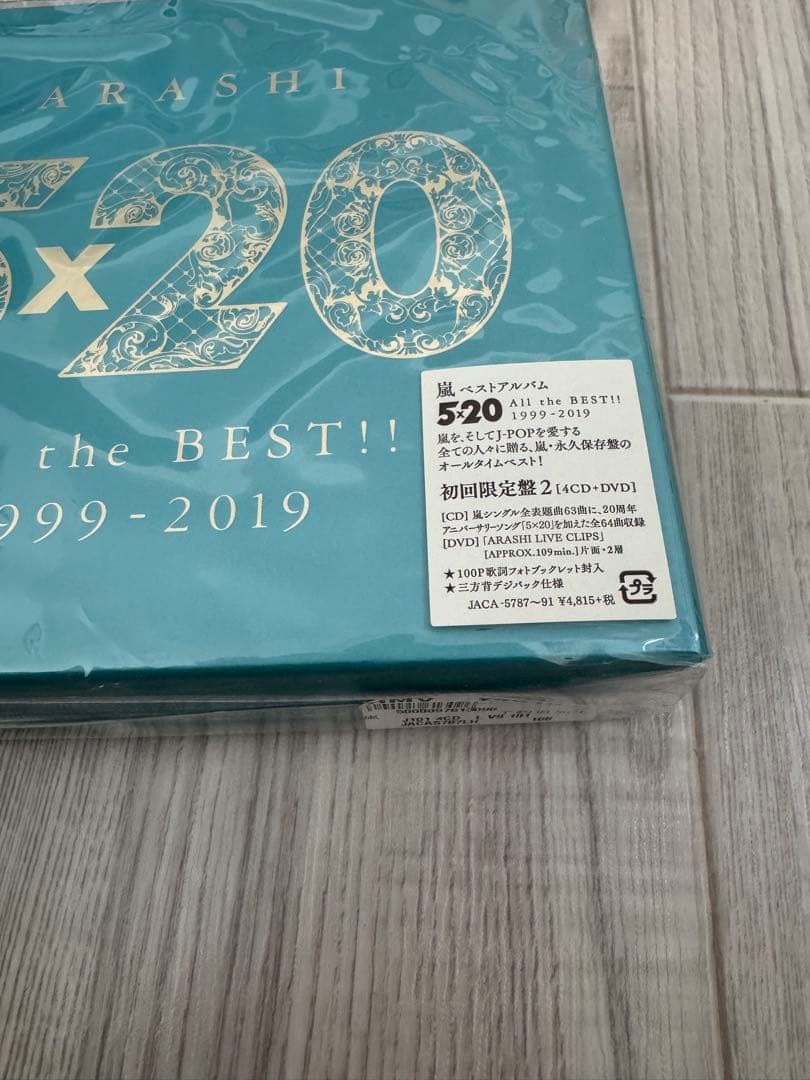 ARASHI
5×20
the BEST!!
1999-2019
嵐 ベストアルバム
5×20 All the BEST!!
1999-2019
嵐を、そしてJ-POPを愛する
全ての人々に贈る、嵐・永久保存盤の
オールタイムベスト!
初回限定盤2 [4CD+DVD]
[CD] 嵐シングル全表題曲63曲に、20周年
アニバーサリーソング「5×20」を加えた全64曲収録
[DVD]「ARASHI LIVE CLIPS」
[APPROX.109min.] 片面・2層
★100P歌詞フォトブックレット封入
★三方背デジパック仕様
プラ
JACA-5787〜91 ¥4,815+税
JACA5787LH